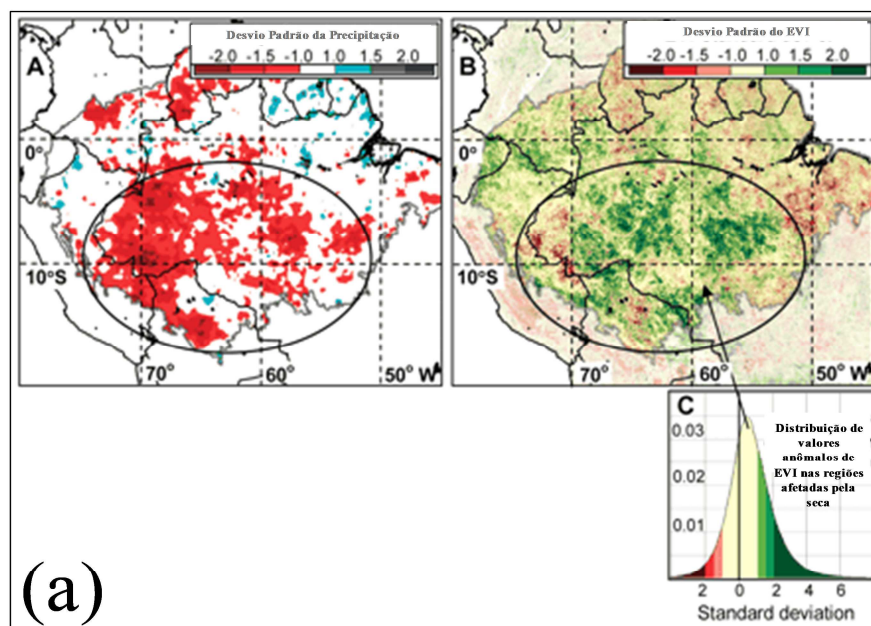 Desvio Padrão da Precipitação
-2.0 -1.5 -1.0 1.0 1.5 2.0
A
0°
10°S
70° 60° 50° W
Desvio Padrão do EVI
-2.0 -1.5 -1.0 1.0 1.5 2.0
B
0°
10°S
70° 60° 50° W
C
Distribuição de
valores
anômalos de
EVI nas regiões
afetadas pela
seca
0.03
0.02
0.01
2 0 2 4 6
Standard deviation
(a)